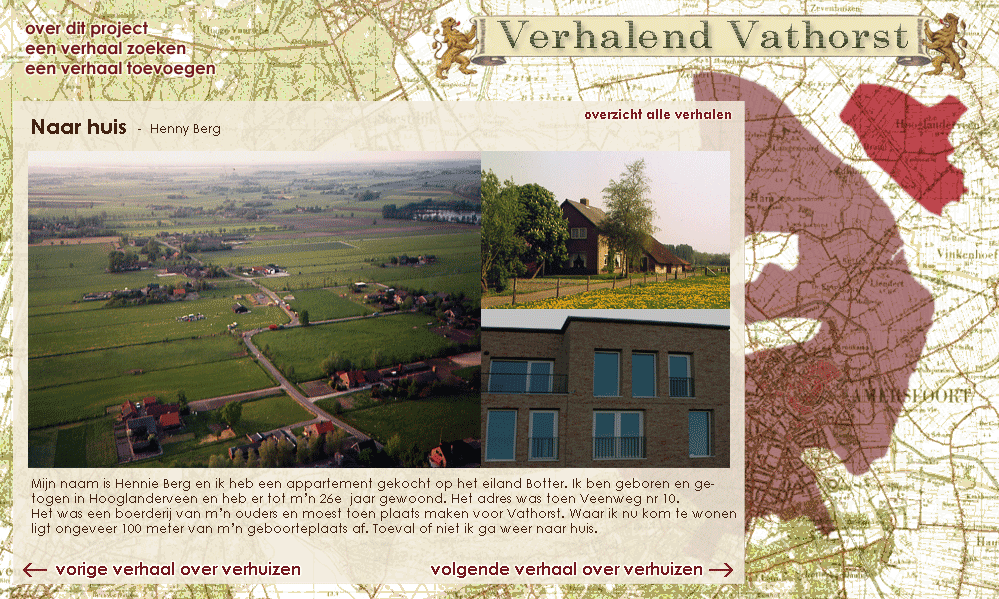 over dit project
een verhaal zoeken
een verhaal toevoegen
Verhalend Vathorst
overzicht alle verhalen
Naar huis - Henny Berg
Mijn naam is Hennie Berg en ik heb een appartement gekocht op het eiland Botter. Ik ben geboren en ge-
togen in Hooglanderveen en heb er tot m'n 26e jaar gewoond. Het adres was toen Veenweg nr 10.
Het was een boerderij van m'n ouders en moest toen plaats maken voor Vathorst. Waar ik nu kom te wonen
ligt ongeveer 100 meter van m'n geboorteplaats af. Toeval of niet ik ga weer naar huis.
← vorige verhaal over verhuizen
volgende verhaal over verhuizen →
Zevenhuizen
Hooglanderveen
AMERSFOORT